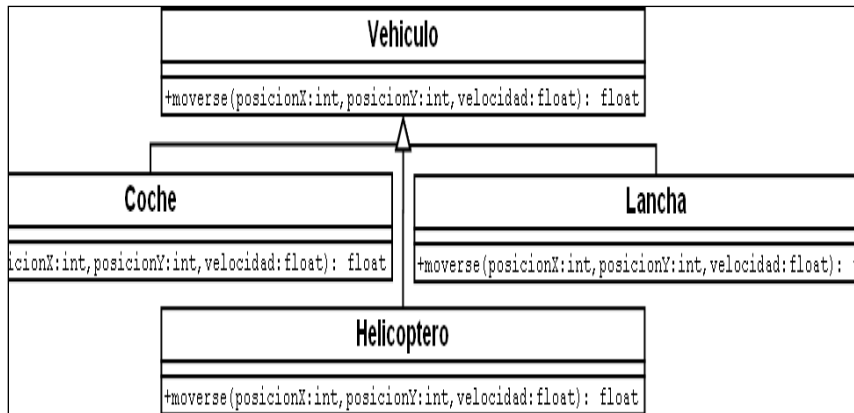 Vehiculo
+moverse(posicionX:int,posicionY:int,velocidad:float): float
Coche
icionX:int,posicionY:int,velocidad:float): float
Lancha
+moverse(posicionX:int,posicionY:int,velocidad:float):
Helicoptero
+moverse(posicionX:int,posicionY:int,velocidad:float): float